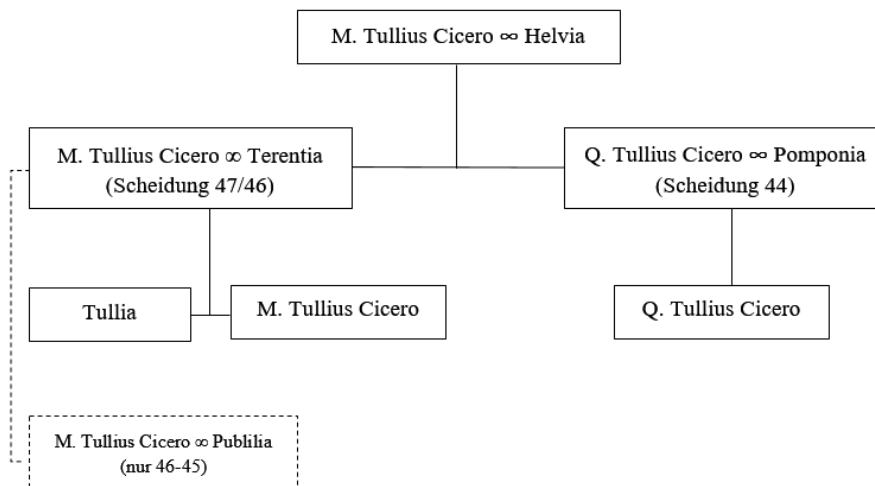 M. Tullius Cicero ∞ Helvia
M. Tullius Cicero ∞ Terentia
(Scheidung 47/46)
Q. Tullius Cicero ∞ Pomponia
(Scheidung 44)
Tullia
M. Tullius Cicero
Q. Tullius Cicero
M. Tullius Cicero ∞ Publilia
(nur 46-45)